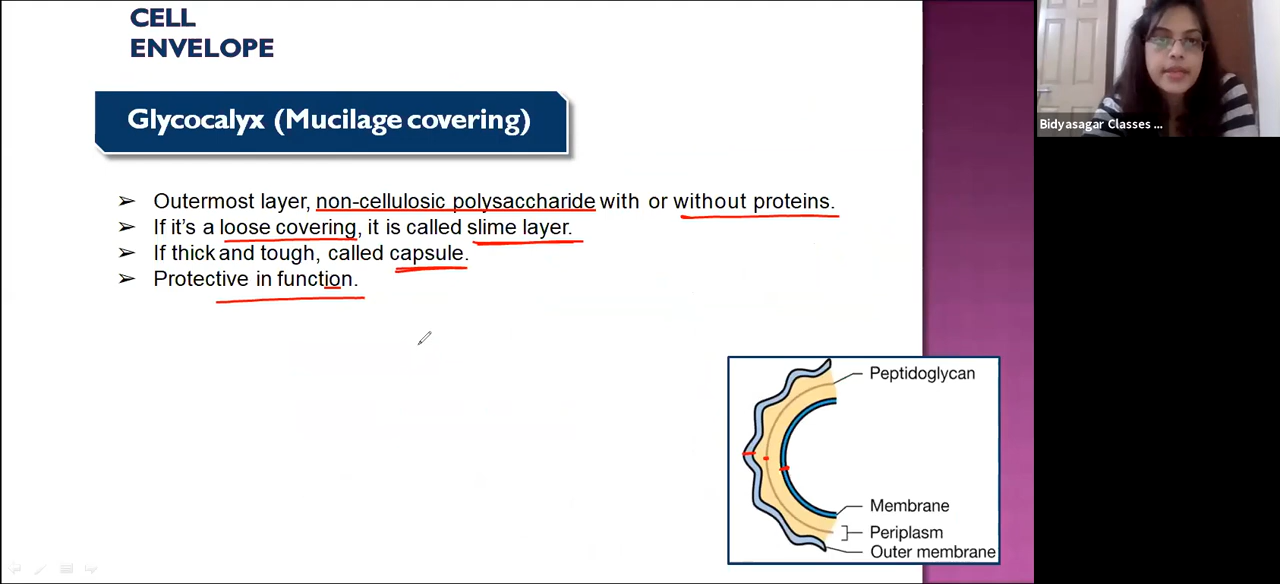 CELL
ENVELOPE
Glycocalyx (Mucilage covering)
➢ Outermost layer, non-cellulosic polysaccharide with or without proteins.
➢ If it's a loose covering, it is called slime layer.
➢ If thick and tough, called capsule.
➢ Protective in function.
Peptidoglycan
Membrane
Periplasm
Outer membrane
Bidyasagar Classes ...